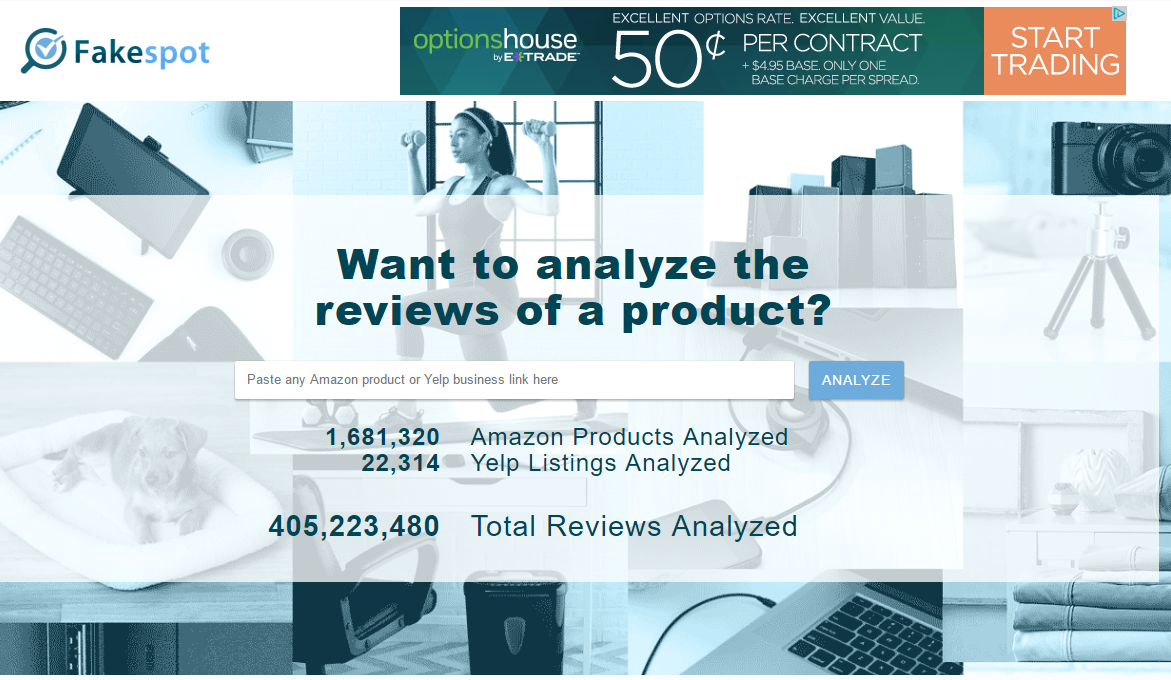 Fakespot
optionshouse
by E*TRADE
EXCELLENT OPTIONS RATE. EXCELLENT VALUE.
50¢ PER CONTRACT
+ $4.95 BASE. ONLY ONE
BASE CHARGE PER SPREAD.
START
TRADING
Want to analyze the
reviews of a product?
Paste any Amazon product or Yelp business link here
ANALYZE
1,681,320 Amazon Products Analyzed
22,314 Yelp Listings Analyzed
405,223,480 Total Reviews Analyzed